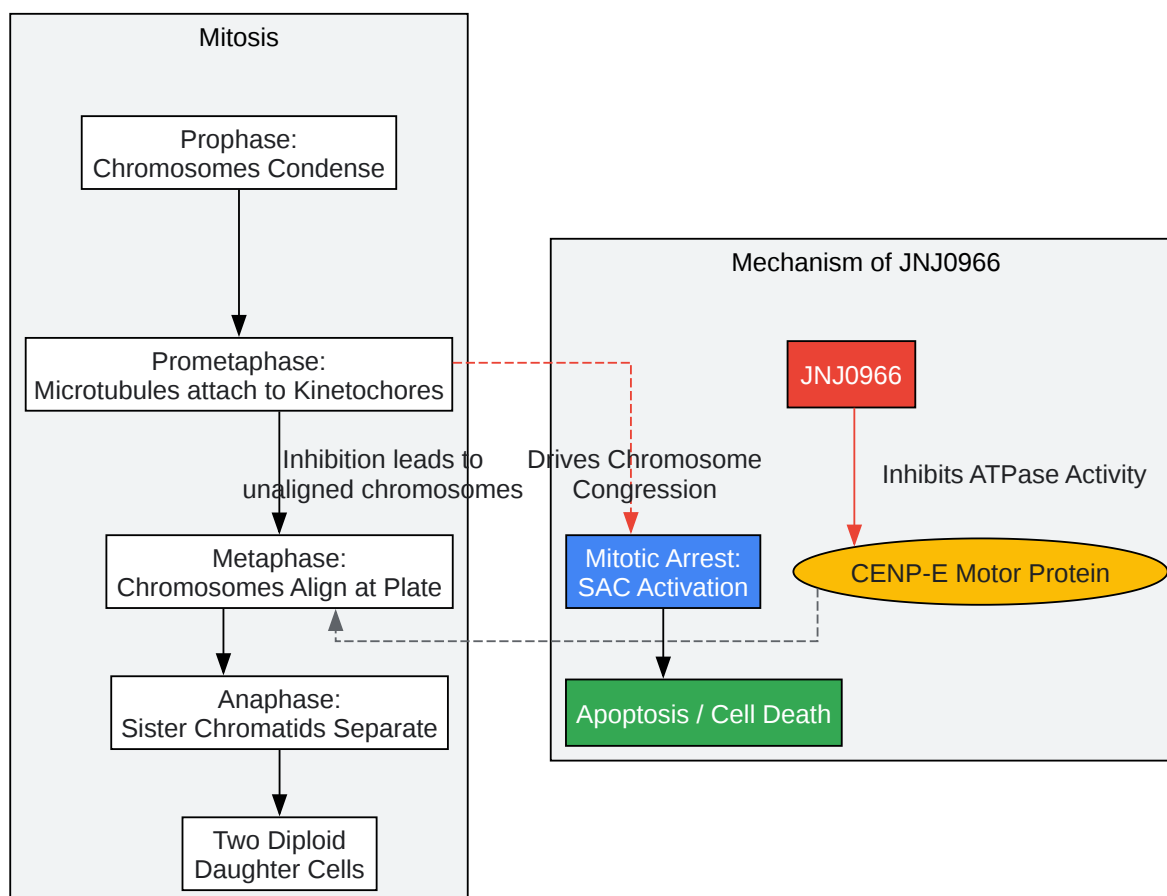 Mitosis
Prophase:
Chromosomes Condense
Prometaphase:
Microtubules attach to Kinetochores
Inhibition leads to
unaligned chromosomes
Metaphase:
Chromosomes Align at Plate
Anaphase:
Sister Chromatids Separate
Two Diploid
Daughter Cells
Mechanism of JNJ0966
JNJ0966
Drives Chromosome
Congression
Inhibits ATPase Activity
Mitotic Arrest:
SAC Activation
CENP-E Motor Protein
Apoptosis / Cell Death